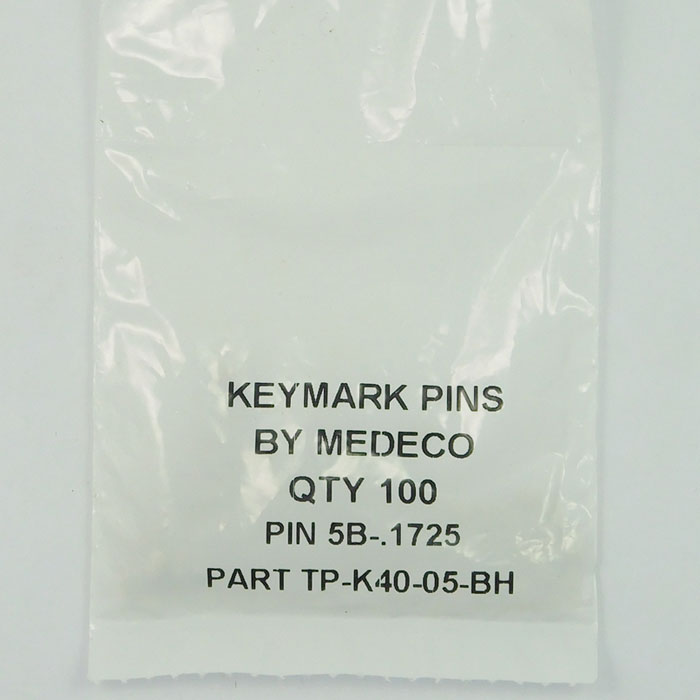 KEYMARK PINS
BY MEDECO
QTY 100
PIN 5B-.1725
PART TP-K40-05-BH